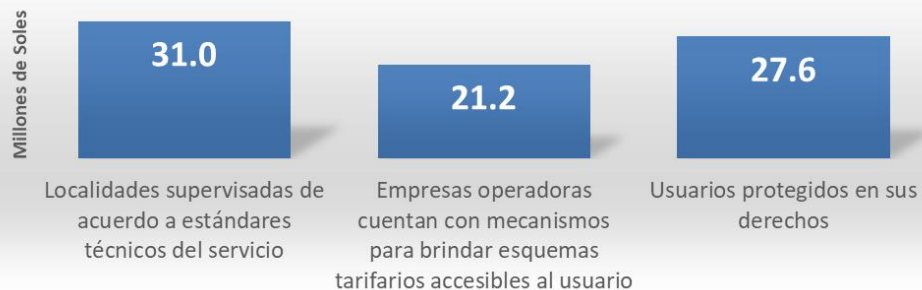 Millones de Soles
31.0
21.2
27.6
Localidades supervisadas de
acuerdo a estándares
técnicos del servicio
Empresas operadoras
cuentan con mecanismos
para brindar esquemas
tarifarios accesibles al usuario
Usuarios protegidos en sus
derechos